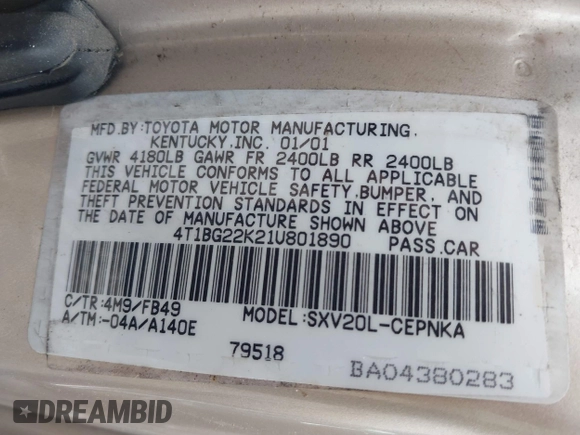 MFD.BY:TOYOTA MOTOR MANUFACTURING.
KENTUCKY.INC. 01/01
GVWR 4180LB GAWR FR 2400LB RR 2400LB
THIS VEHICLE CONFORMS TO ALL APPLICABLE
FEDERAL MOTOR VEHICLE SAFETY,BUMPER, AND
THEFT PREVENTION STANDARDS IN EFFECT ON
THE DATE OF MANUFACTURE SHOWN ABOVE
4T1BG22K21U801890 PASS.CAR
C/TR:4M9/FB49
A/TM:-04A/A140E
MODEL:SXV20L-CEPNKA
79518
BA04380283
DREAMBID